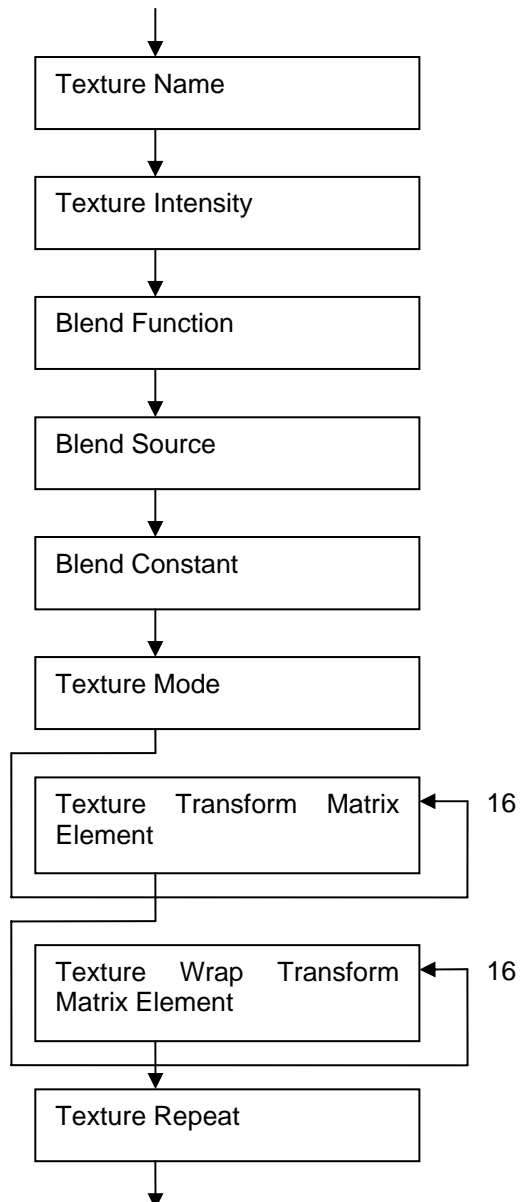 Texture Name
Texture Intensity
Blend Function
Blend Source
Blend Constant
Texture Mode
Texture Transform Matrix
Element
16
Texture Wrap Transform
Matrix Element
16
Texture Repeat